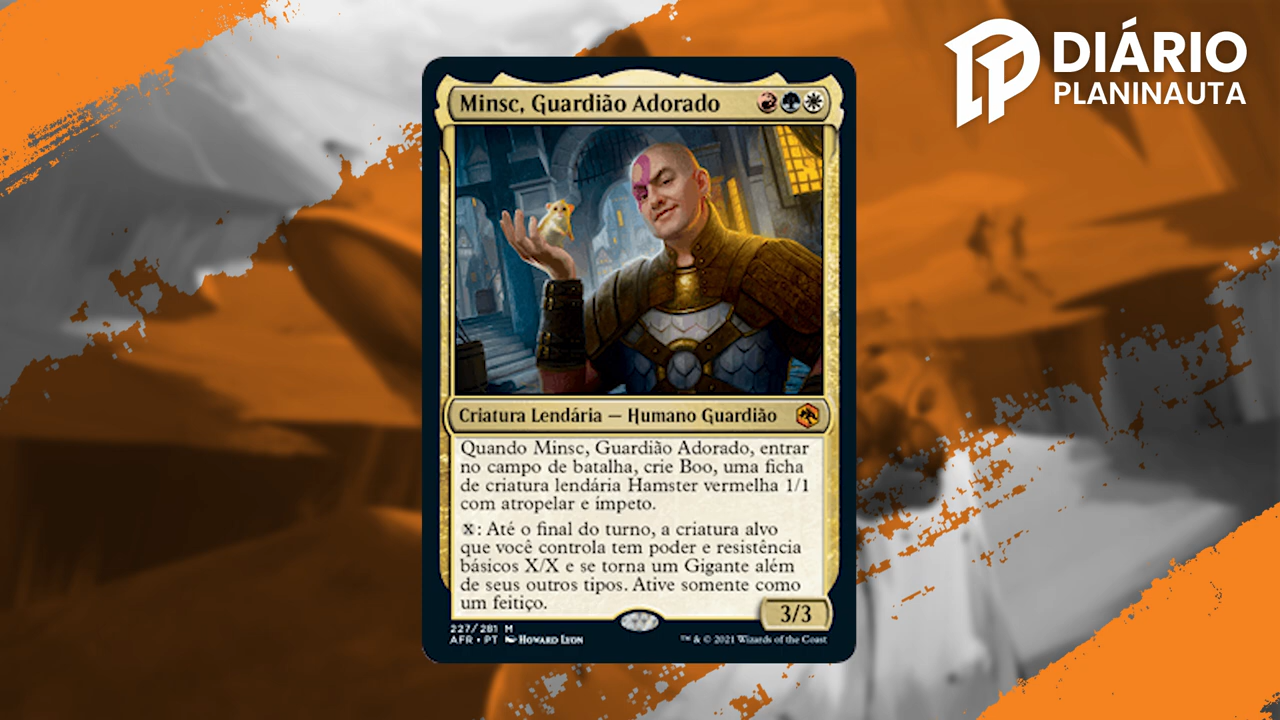 DIÁRIO
PLANINAUTA
Minsc, Guardião Adorado
Criatura Lendária — Humano Guardião
Quando Minsc, Guardião Adorado, entrar
no campo de batalha, crie Boo, uma ficha
de criatura lendária Hamster vermelha 1/1
com atropelar e ímpeto.
X: Até o final do turno, a criatura alvo
que você controla tem poder e resistência
básicos X/X e se torna um Gigante além
de seus outros tipos. Ative somente como
um feitiço.
3/3
227/281 M
AFR • PT Howard Lyon
™ & © 2021 Wizards of the Coast